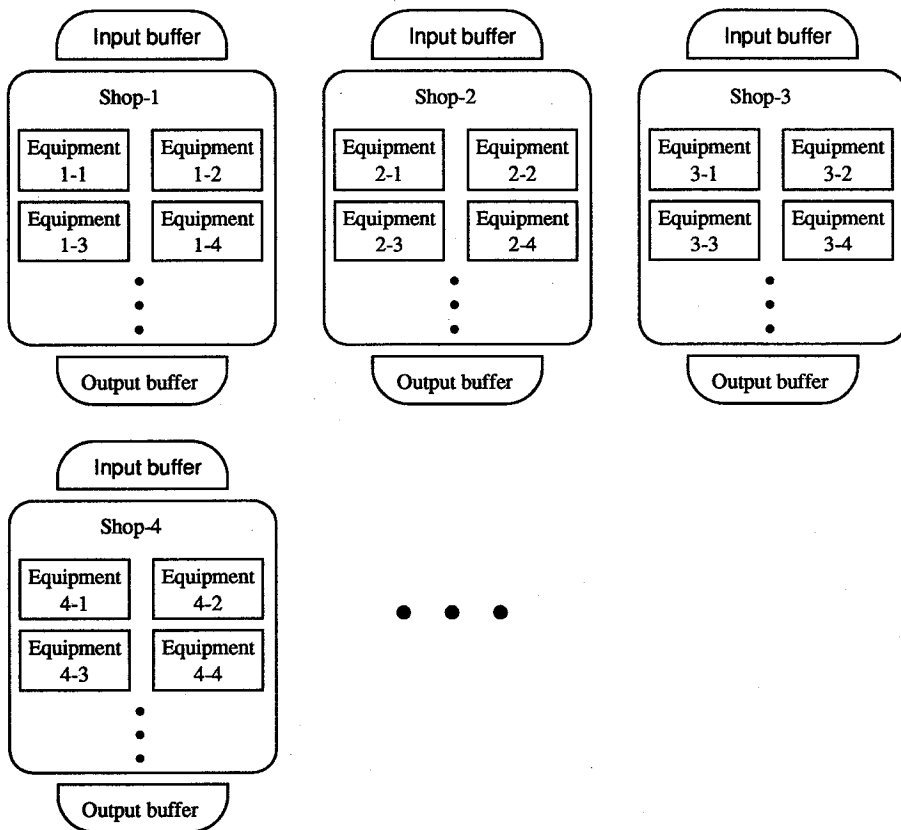 Input buffer
Input buffer
Input buffer
Shop-1
Shop-2
Shop-3
Equipment
1-1
Equipment
1-2
Equipment
2-1
Equipment
2-2
Equipment
3-1
Equipment
3-2
Equipment
1-3
Equipment
1-4
Equipment
2-3
Equipment
2-4
Equipment
3-3
Equipment
3-4
Output buffer
Output buffer
Output buffer
Input buffer
Shop-4
Equipment
4-1
Equipment
4-2
Equipment
4-3
Equipment
4-4
Output buffer